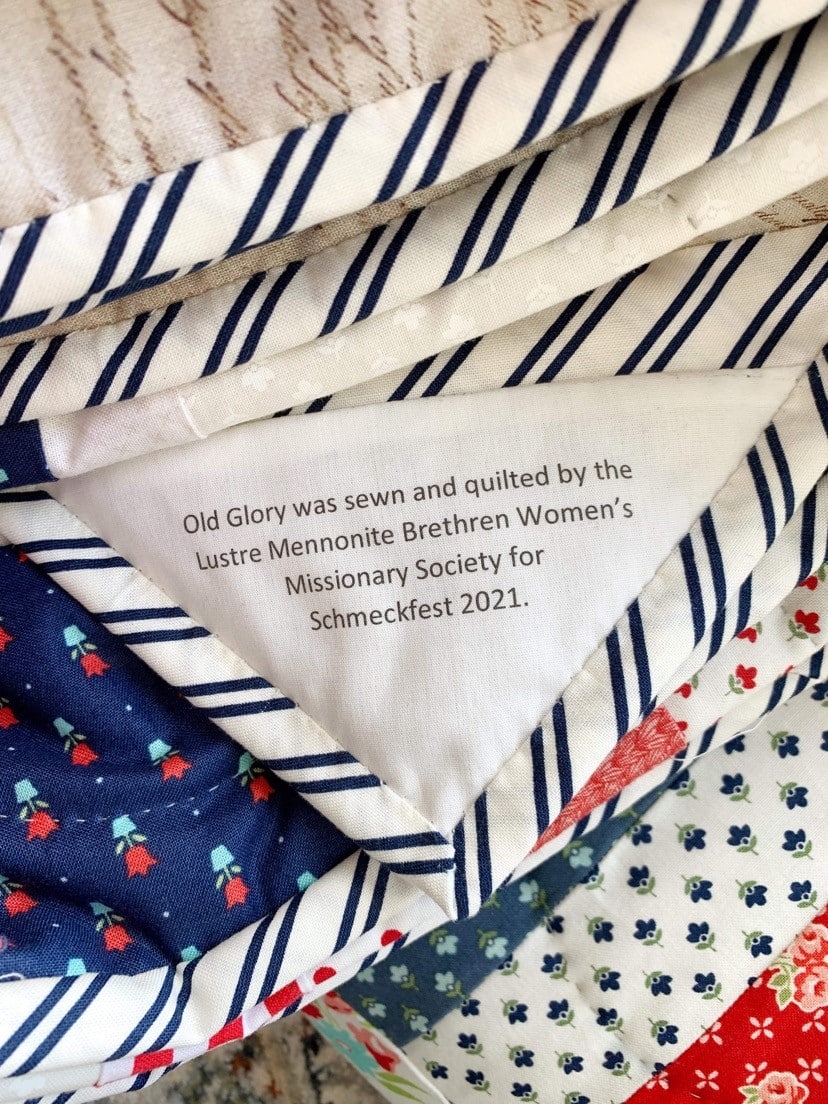 Old Glory was sewn and quilted by the
Lustre Mennonite Brethren Women's
Missionary Society for
Schmeckfest 2021.